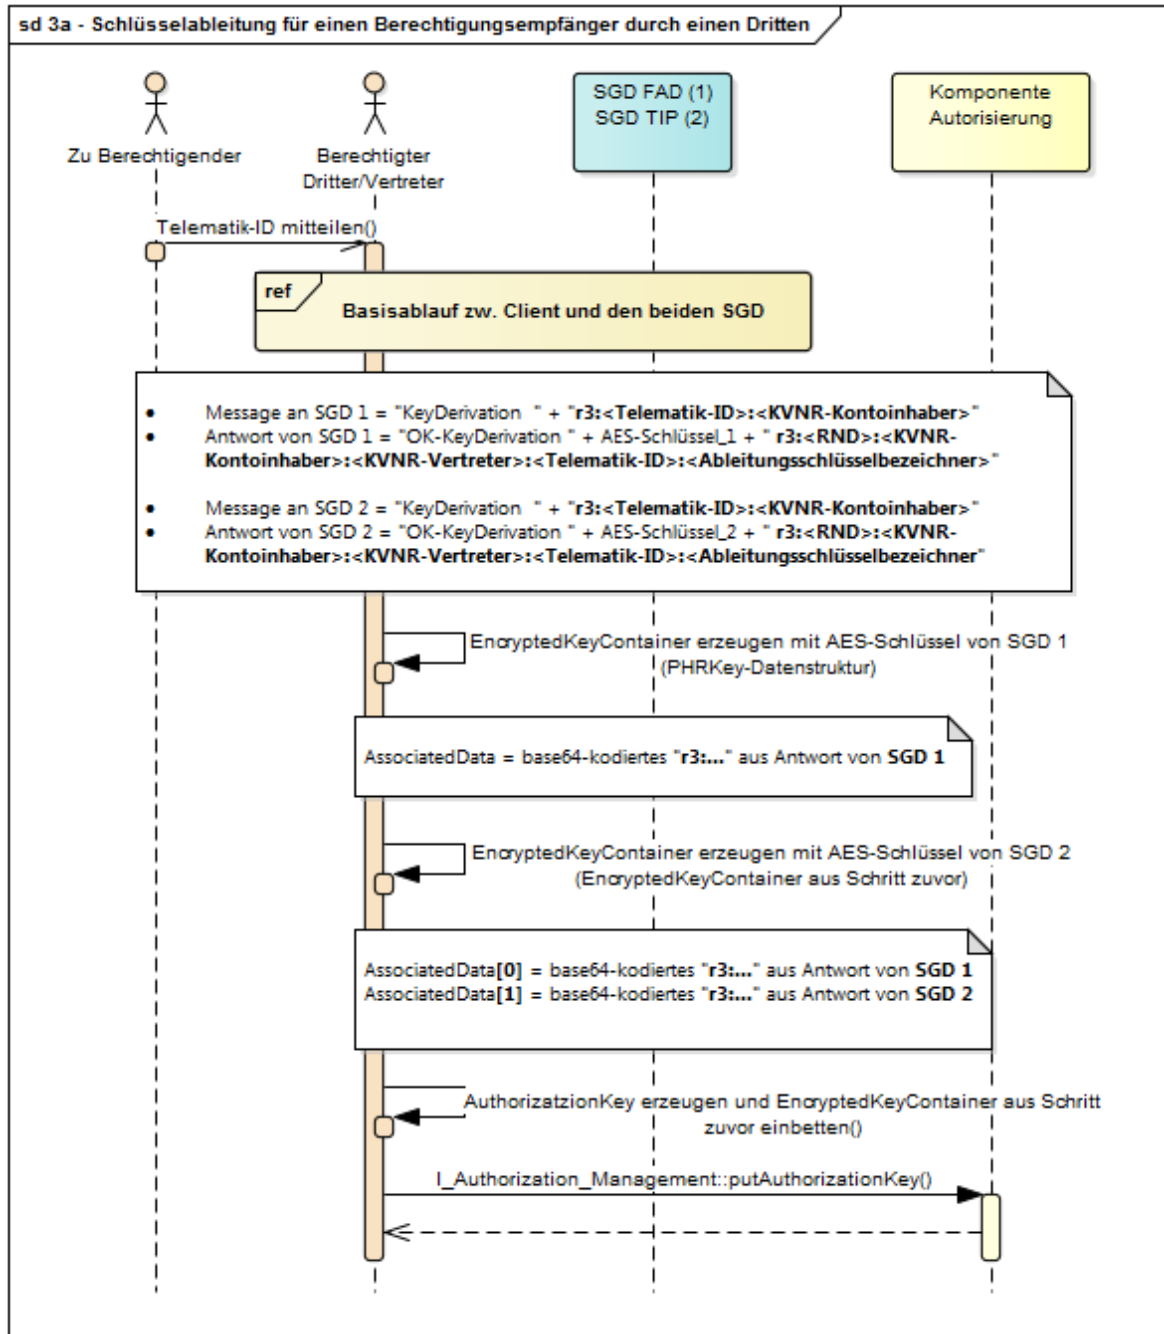 sd 3a - Schlüsselableitung für einen Berechtigungsempfänger durch einen Dritten
SGD FAD (1)
SGD TIP (2)
Komponente
Autorisierung
Zu Berechtigender
Berechtigter
Dritter/Vertreter
Telematik-ID mitteilen()
ref
Basisablauf zw. Client und den beiden SGD
• Message an SGD 1 = "KeyDerivation " + "r3:<Telematik-ID>:<KVNR-Kontoinhaber>"
• Antwort von SGD 1 = "OK-KeyDerivation " + AES-Schlüssel_1 + " r3:<RND>:<KVNR-
Kontoinhaber>:<KVNR-Vertreter>:<Telematik-ID>:<Ableitungsschlüsselbezeichner>"
• Message an SGD 2 = "KeyDerivation " + "r3:<Telematik-ID>:<KVNR-Kontoinhaber>"
• Antwort von SGD 2 = "OK-KeyDerivation " + AES-Schlüssel_2 + " r3:<RND>:<KVNR-
Kontoinhaber>:<KVNR-Vertreter>:<Telematik-ID>:<Ableitungsschlüsselbezeichner"
EncryptedKeyContainer erzeugen mit AES-Schlüssel von SGD 1
(PHRKey-Datenstruktur)
AssociatedData = base64-kodiertes "r3:..." aus Antwort von SGD 1
EncryptedKeyContainer erzeugen mit AES-Schlüssel von SGD 2
(EncryptedKeyContainer aus Schritt zuvor)
AssociatedData[0] = base64-kodiertes "r3:..." aus Antwort von SGD 1
AssociatedData[1] = base64-kodiertes "r3:..." aus Antwort von SGD 2
AuthorizatzionKey erzeugen und EncryptedKeyContainer aus Schritt
zuvor einbetten()
I_Authorization_Management::putAuthorizationKey()